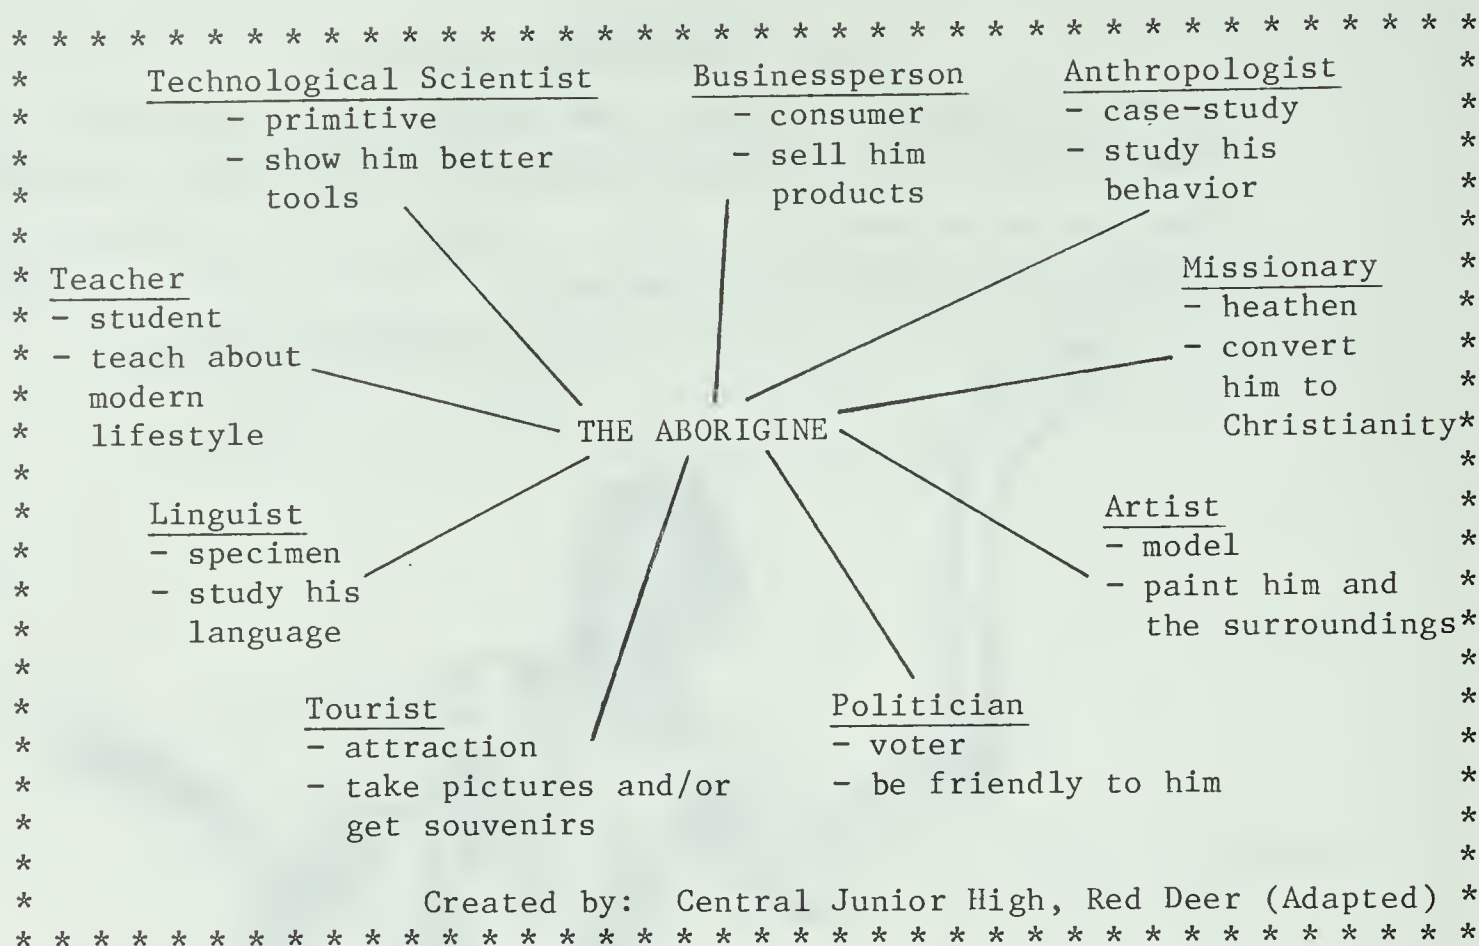 * * * * * * * * * * * * * * * * * * * * * * * * * * * * * * * * * * * * * *
Technological Scientist
- primitive
- show him better
tools
Businessperson
- consumer
- sell him
products
Anthropologist
- case-study
- study his
behavior
Teacher
- student
- teach about
modern
lifestyle
Missionary
- heathen
- convert
him to
Christianity
THE ABORIGINE
Linguist
- specimen
- study his
language
Artist
- model
- paint him and
the surroundings
Tourist
- attraction
- take pictures and/or
get souvenirs
Politician
- voter
- be friendly to him
Created by: Central Junior High, Red Deer (Adapted)
* * * * * * * * * * * * * * * * * * * * * * * * * * * * * * * * * * * * * *